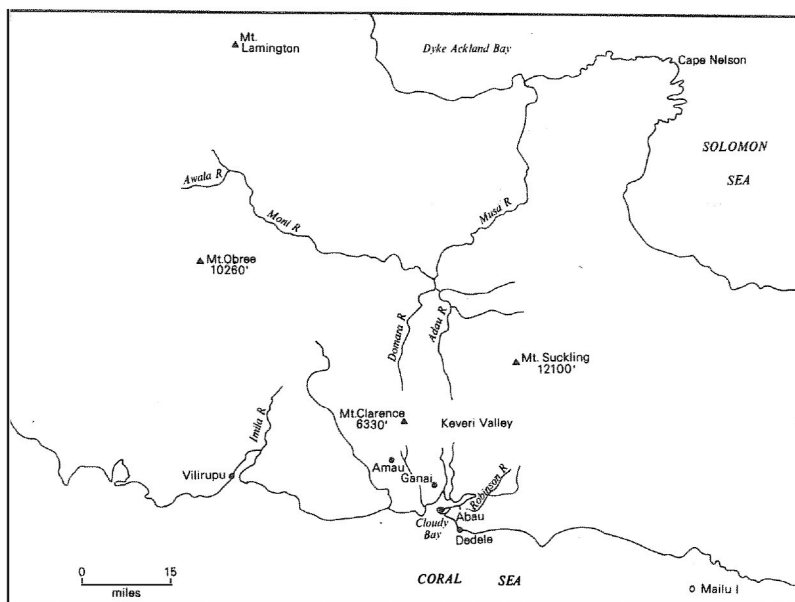 Mt.
Lamington
Dyke Ackland Bay
Cape Nelson
SOLOMON
SEA
Awala R
Moni R
Musa R
Mt.Obree
10260'
Domara R
Adau R
Mt. Suckling
12100'
Imila R
Mt.Clarence
6330'
Keveri Valley
Amau
Vilirupu
Ganai
Robinson R
Abau
Cloudy
Bay
Dedele
0 15
miles
CORAL SEA
Mailu I